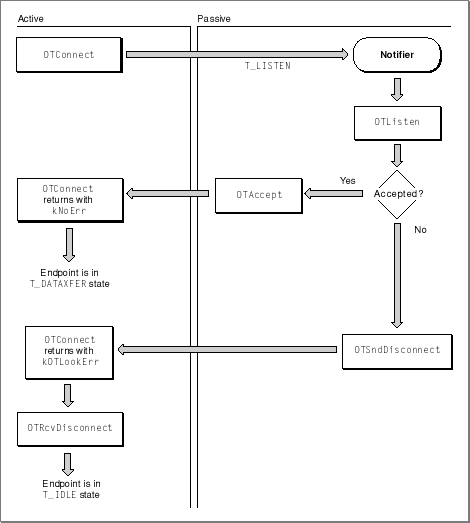 Active
Passive
OTConnect
T_LISTEN
Notifier
OTListen
Accepted?
Yes
No
OTAccept
OTConnect
returns with
kNoErr
Endpoint is in
T_DATAXFER state
OTSndDisconnect
OTConnect
returns with
kOTLookErr
OTRcvDisconnect
Endpoint is in
T_IDLE state